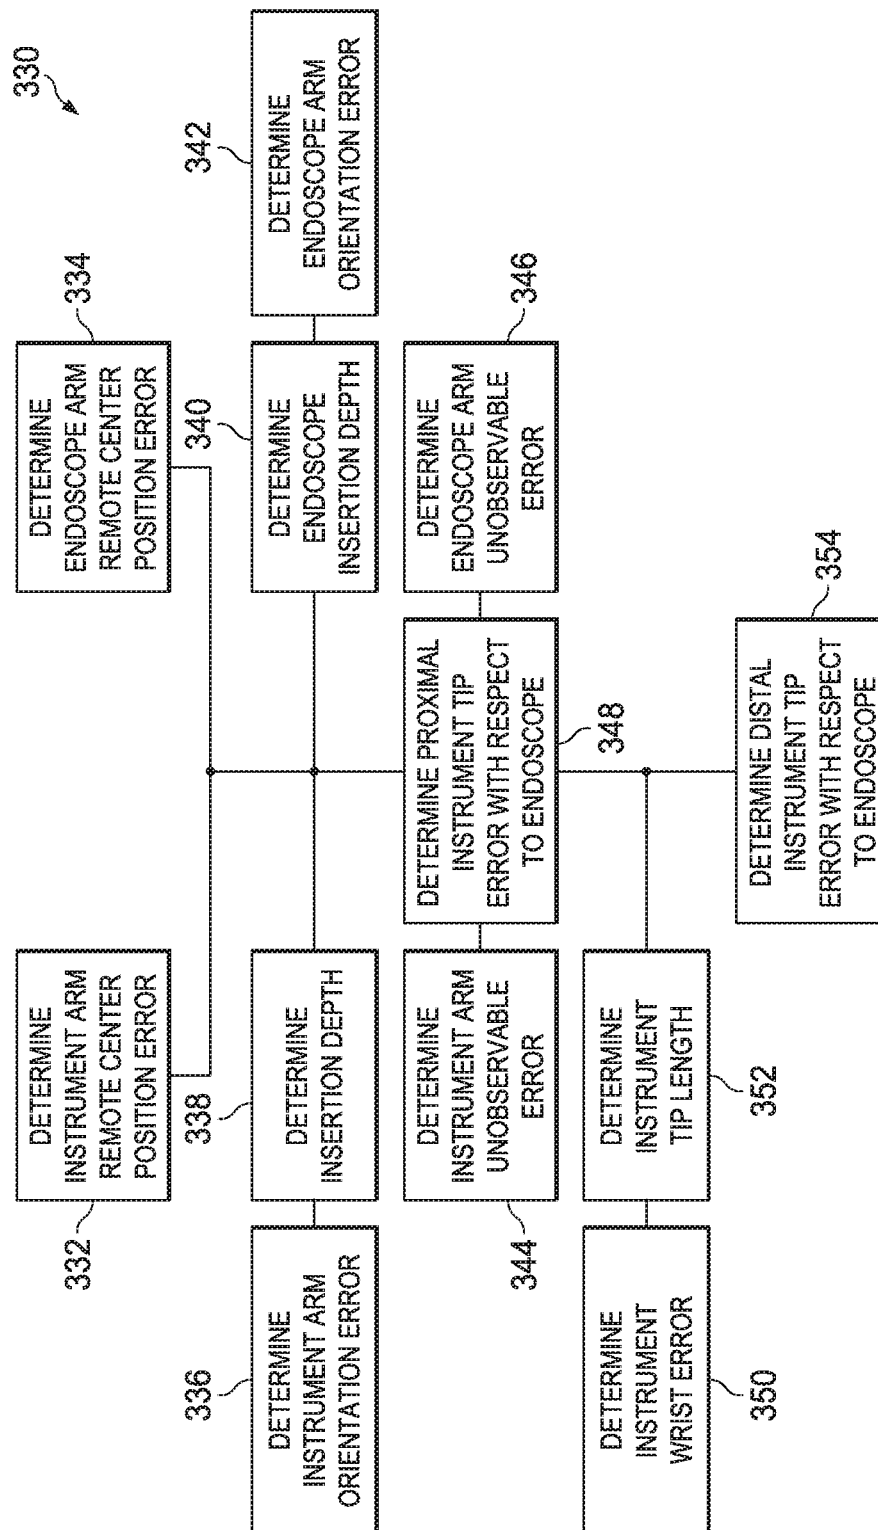 330
DETERMINE
INSTRUMENT ARM
REMOTE CENTER
POSITION ERROR
332
DETERMINE
ENDOSCOPE ARM
REMOTE CENTER
POSITION ERROR
334
DETERMINE
INSTRUMENT ARM
ORIENTATION ERROR
336
DETERMINE
INSERTION DEPTH
338
DETERMINE
ENDOSCOPE
INSERTION DEPTH
340
DETERMINE
ENDOSCOPE ARM
ORIENTATION ERROR
342
DETERMINE
INSTRUMENT ARM
UNOBSERVABLE
ERROR
344
DETERMINE PROXIMAL
INSTRUMENT TIP
ERROR WITH RESPECT
TO ENDOSCOPE
348
DETERMINE
ENDOSCOPE ARM
UNOBSERVABLE
ERROR
346
DETERMINE
INSTRUMENT
WRIST ERROR
350
DETERMINE
INSTRUMENT
TIP LENGTH
352
DETERMINE DISTAL
INSTRUMENT TIP
ERROR WITH RESPECT
TO ENDOSCOPE
354